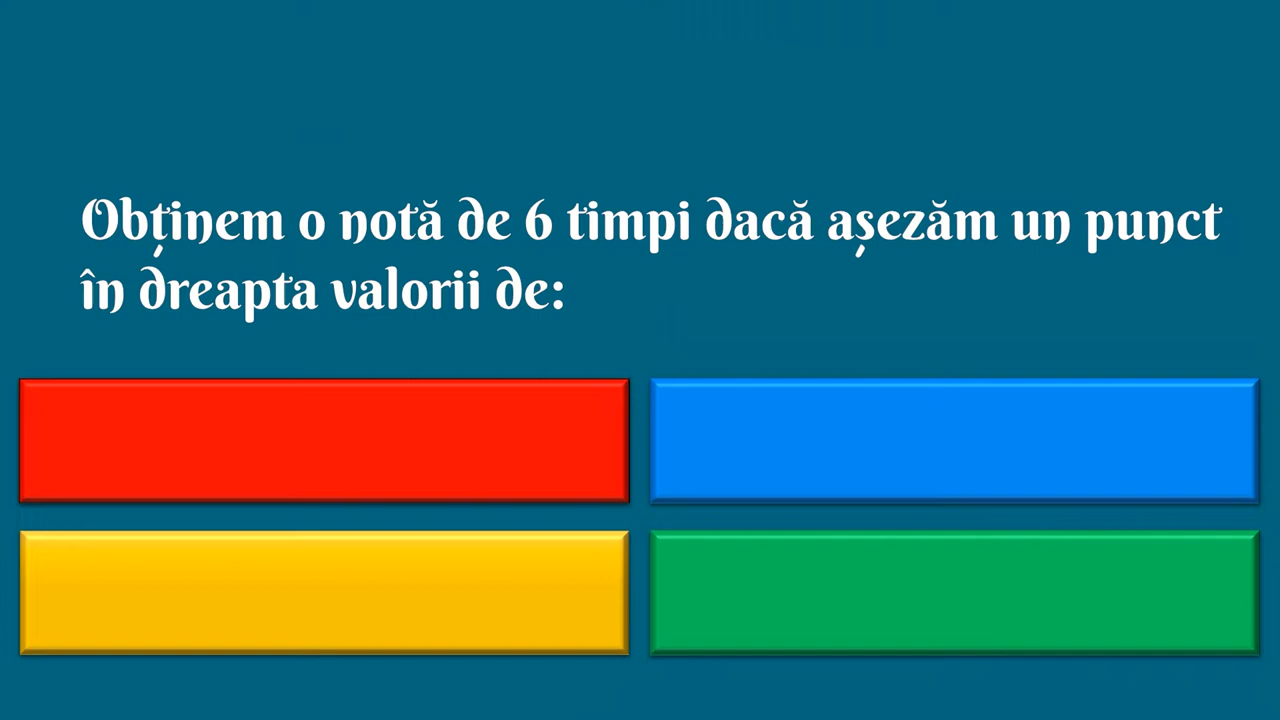 Obținem o notă de 6 timpi dacă așezăm un punct
în dreapta valorii de: